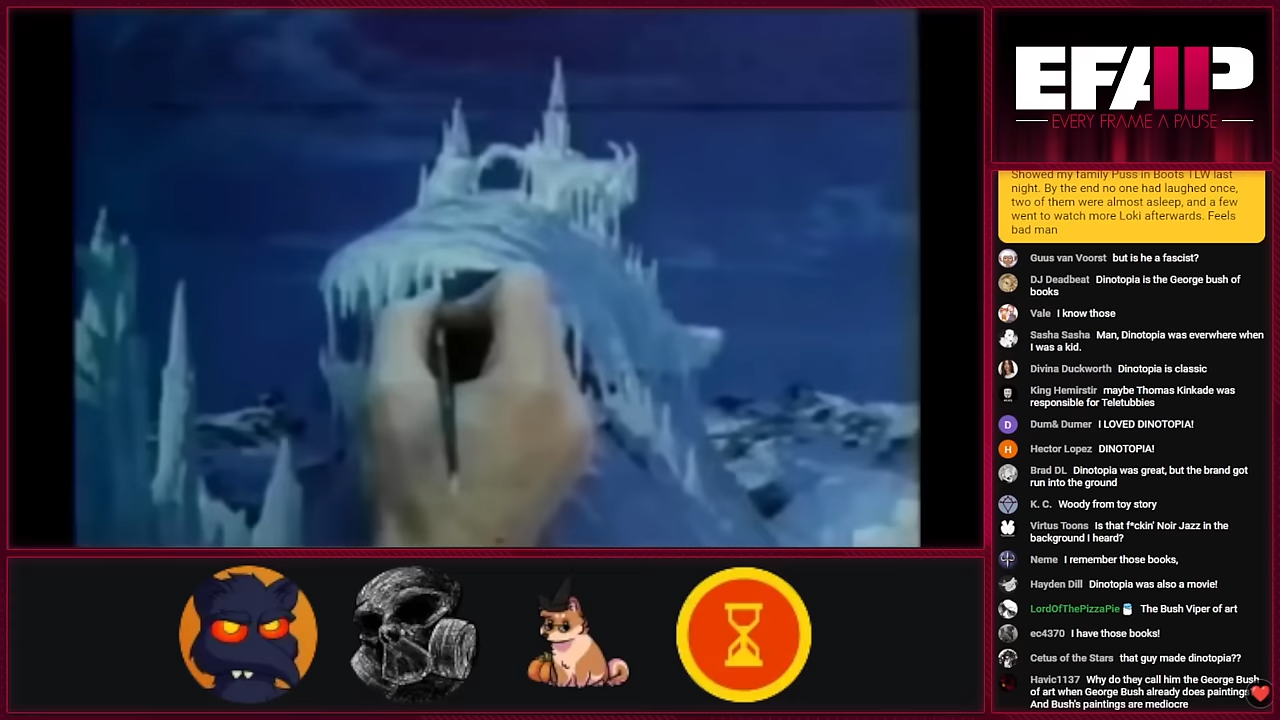 EFAP
EVERY FRAME A PAUSE
Showed my family Puss in Boots TLW last
night. By the end no one had laughed once,
two of them were almost asleep, and a few
went to watch more Loki afterwards. Feels
bad man
Guus van Voorst but is he a fascist?
DJ Deadbeat Dinotopia is the George bush of
books
Vale I know those
Sasha Sasha Man, Dinotopia was everwhere when
I was a kid.
Divina Duckworth Dinotopia is classic
King Hemirstir maybe Thomas Kinkade was
responsible for Teletubbies
D
Dum& Dumer I LOVED DINOTOPIA!
H
Hector Lopez DINOTOPIA!
Brad DL Dinotopia was great, but the brand got
run into the ground
K. C. Woody from toy story
Virtus Toons Is that f*ckin' Noir Jazz in the
background I heard?
Neme I remember those books,
Hayden Dill Dinotopia was also a movie!
LordOfThePizzaPie The Bush Viper of art
ec4370 I have those books!
Cetus of the Stars that guy made dinotopia??
Havic1137 Why do they call him the George Bush
of art when George Bush already does paintings
And Bush's paintings are mediocre